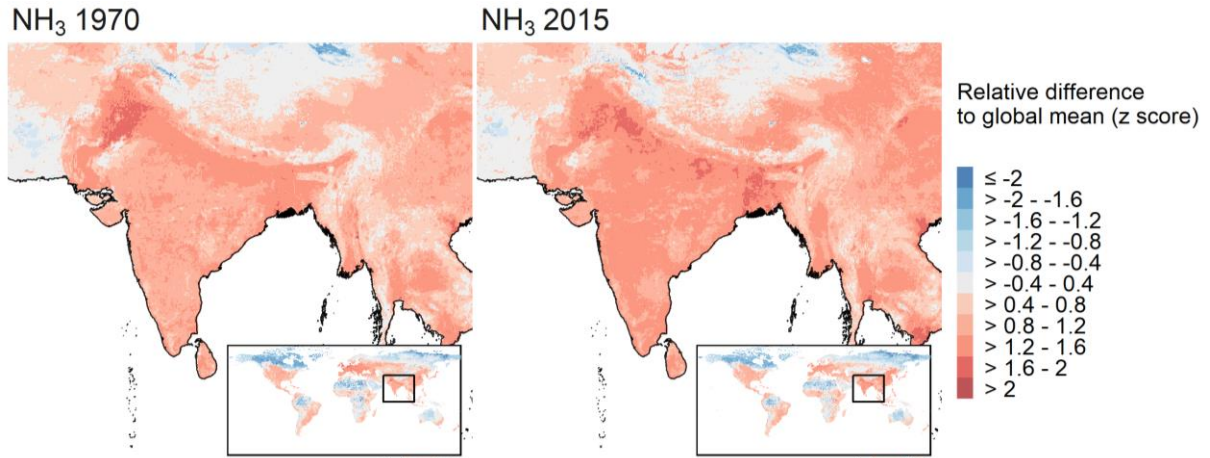 NH₃ 1970
NH₃ 2015
Relative difference
to global mean (z score)
≤ -2
> -2 - -1.6
> -1.6 - -1.2
> -1.2 - -0.8
> -0.8 - -0.4
> -0.4 - 0.4
> 0.4 - 0.8
> 0.8 - 1.2
> 1.2 - 1.6
> 1.6 - 2
> 2